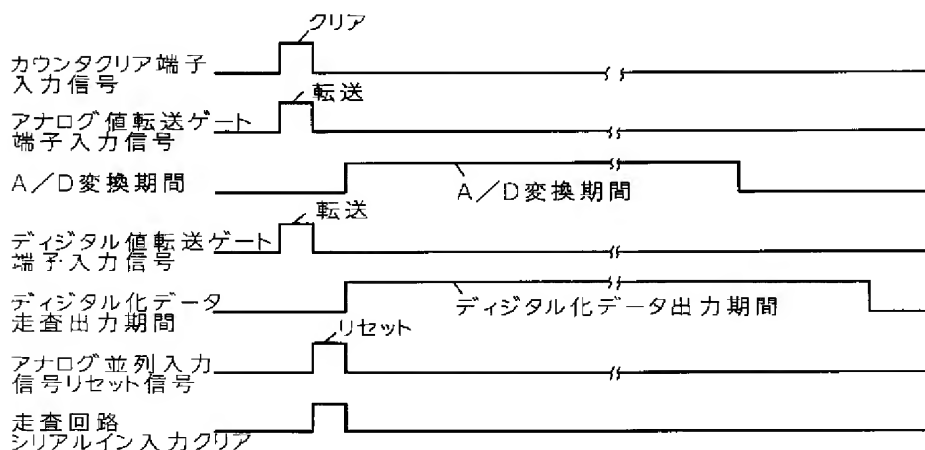 クリア
カウンタクリア端子
入力信号
転送
アナログ値転送ゲート
端子入力信号
A/D変換期間
A/D変換期間
転送
ディジタル値転送ゲート
端子入力信号
ディジタル化データ
走査出力期間
ディジタル化データ出力期間
リセット
アナログ並列入力
信号リセット信号
走査回路
シリアルイン入力クリア